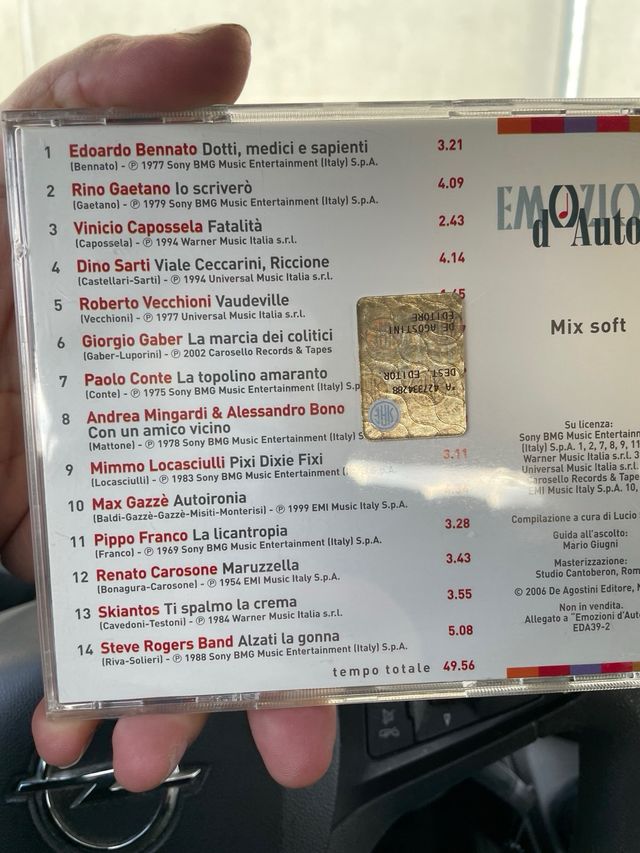 1 Edoardo Bennato Dotti, medici e sapienti 3.21
(Bennato) - ℗ 1977 Sony BMG Music Entertainment (Italy) S.p.A.
2 Rino Gaetano Io scriverò 4.09
(Gaetano) - ℗ 1979 Sony BMG Music Entertainment (Italy) S.p.A.
3 Vinicio Capossela Fatalità 2.43
(Capossela) - ℗ 1994 Warner Music Italia s.r.l.
4 Dino Sarti Viale Ceccarini, Riccione 4.14
(Castellari-Sarti) - ℗ 1994 Universal Music Italia s.r.l.
5 Roberto Vecchioni Vaudeville
(Vecchioni) - ℗ 1977 Universal Music Italia s.r.l.
6 Giorgio Gaber La marcia dei colitici
(Gaber-Luporini) - ℗ 2002 Carosello Records & Tapes
7 Paolo Conte La topolino amaranto
(Conte) - ℗ 1975 Sony BMG Music Entertainment (Italy) S.p
8 Andrea Mingardi & Alessandro Bono
Con un amico vicino
(Mattone) - ℗ 1978 Sony BMG Music Entertainment (Italy) S
9 Mimmo Locasciulli Pixi Dixie Fixi 3.11
(Locasciulli) - ℗ 1983 Sony BMG Music Entertainment (Italy) S.p.A.
10 Max Gazzè Autoironia
(Baldi-Gazzè-Gazzè-Misiti-Monterisi) - ℗ 1999 EMI Music Italy S.p.A.
11 Pippo Franco La licantropia 3.28
(Franco) - ℗ 1969 Sony BMG Music Entertainment (Italy) S.p.A.
12 Renato Carosone Maruzzella 3.43
(Bonagura-Carosone) - ℗ 1954 EMI Music Italy S.p.A.
13 Skiantos Ti spalmo la crema 3.55
(Cavedoni-Testoni) - ℗ 1984 Warner Music Italia s.r.l.
14 Steve Rogers Band Alzati la gonna 5.08
(Riva-Solieri) - ℗ 1988 Sony BMG Music Entertainment (Italy) S.p.A.
tempo totale 49.56
DE AGOSTINI
EDITORE
DEST. EDITOR
A 427334288
EMOZIO
d'Auto
Mix soft
Su licenza:
Sony BMG Music Entertainm
(Italy) S.p.A. 1, 2, 7, 8, 9, 11
Warner Music Italia s.r.l. 3
Universal Music Italia s.r.l.
Carosello Records & Tape
EMI Music Italy S.p.A. 10,
Compilazione a cura di Lucio
Guida all'ascolto:
Mario Giugni
Masterizzazione:
Studio Cantoberon, Rom
© 2006 De Agostini Editore, N
Non in vendita.
Allegato a "Emozioni d'Auto
EDA39-2